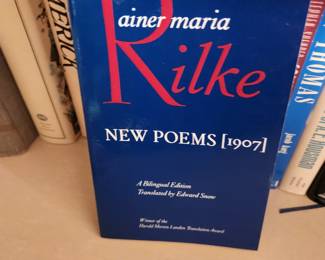 ainer maria
Rilke
NEW POEMS [1907]
A Bilingual Edition
Translated by Edward Snow
Winner of the
Harold Morton Landon Translation Award
THOMAS